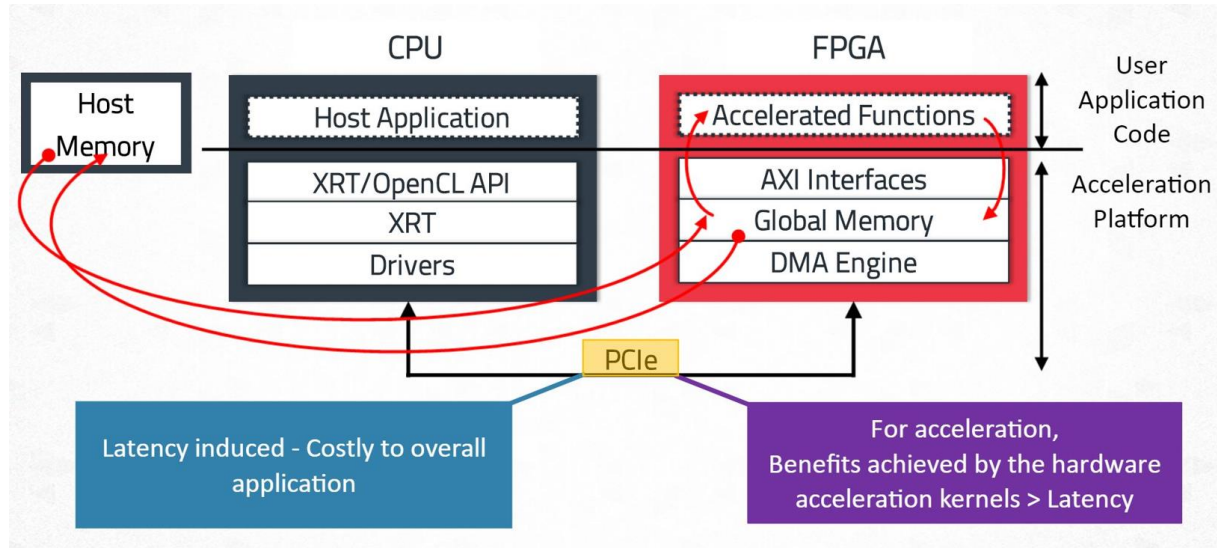 CPU
FPGA
Host
Memory
Host Application
XRT/OpenCL API
XRT
Drivers
Accelerated Functions
AXI Interfaces
Global Memory
DMA Engine
User
Application
Code
Acceleration
Platform
PCIe
Latency induced - Costly to overall
application
For acceleration,
Benefits achieved by the hardware
acceleration kernels > Latency